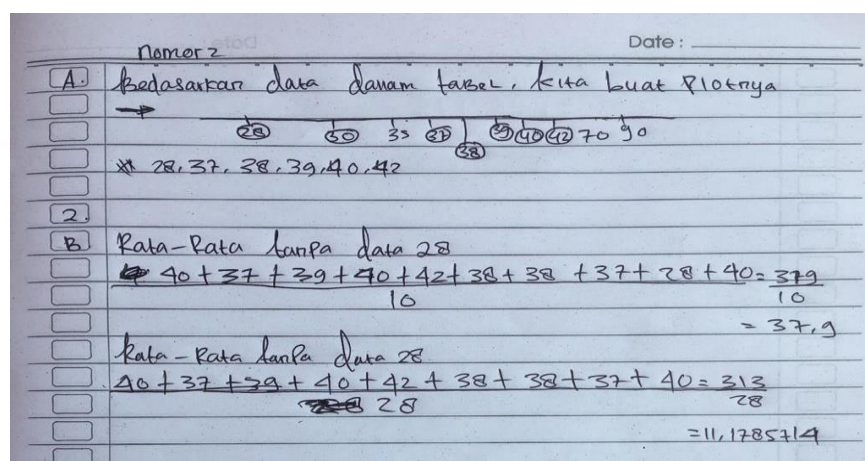 nomor 2
Date :
A. Bedasarkan data danam tabel, kita buat Plotnya
28 30 35 37 38 39 40 42 70 90
* 28, 37, 38, 39, 40, 42
2.
B Rata-Rata tanpa data 28
40 + 37 + 39 + 40 + 42 + 38 + 38 + 37 + 28 + 40 = 379
10 10
= 37,9
Rata-Rata tanpa data 28
40 + 37 + 39 + 40 + 42 + 38 + 38 + 37 + 40 = 313
28 28
= 11,1785714